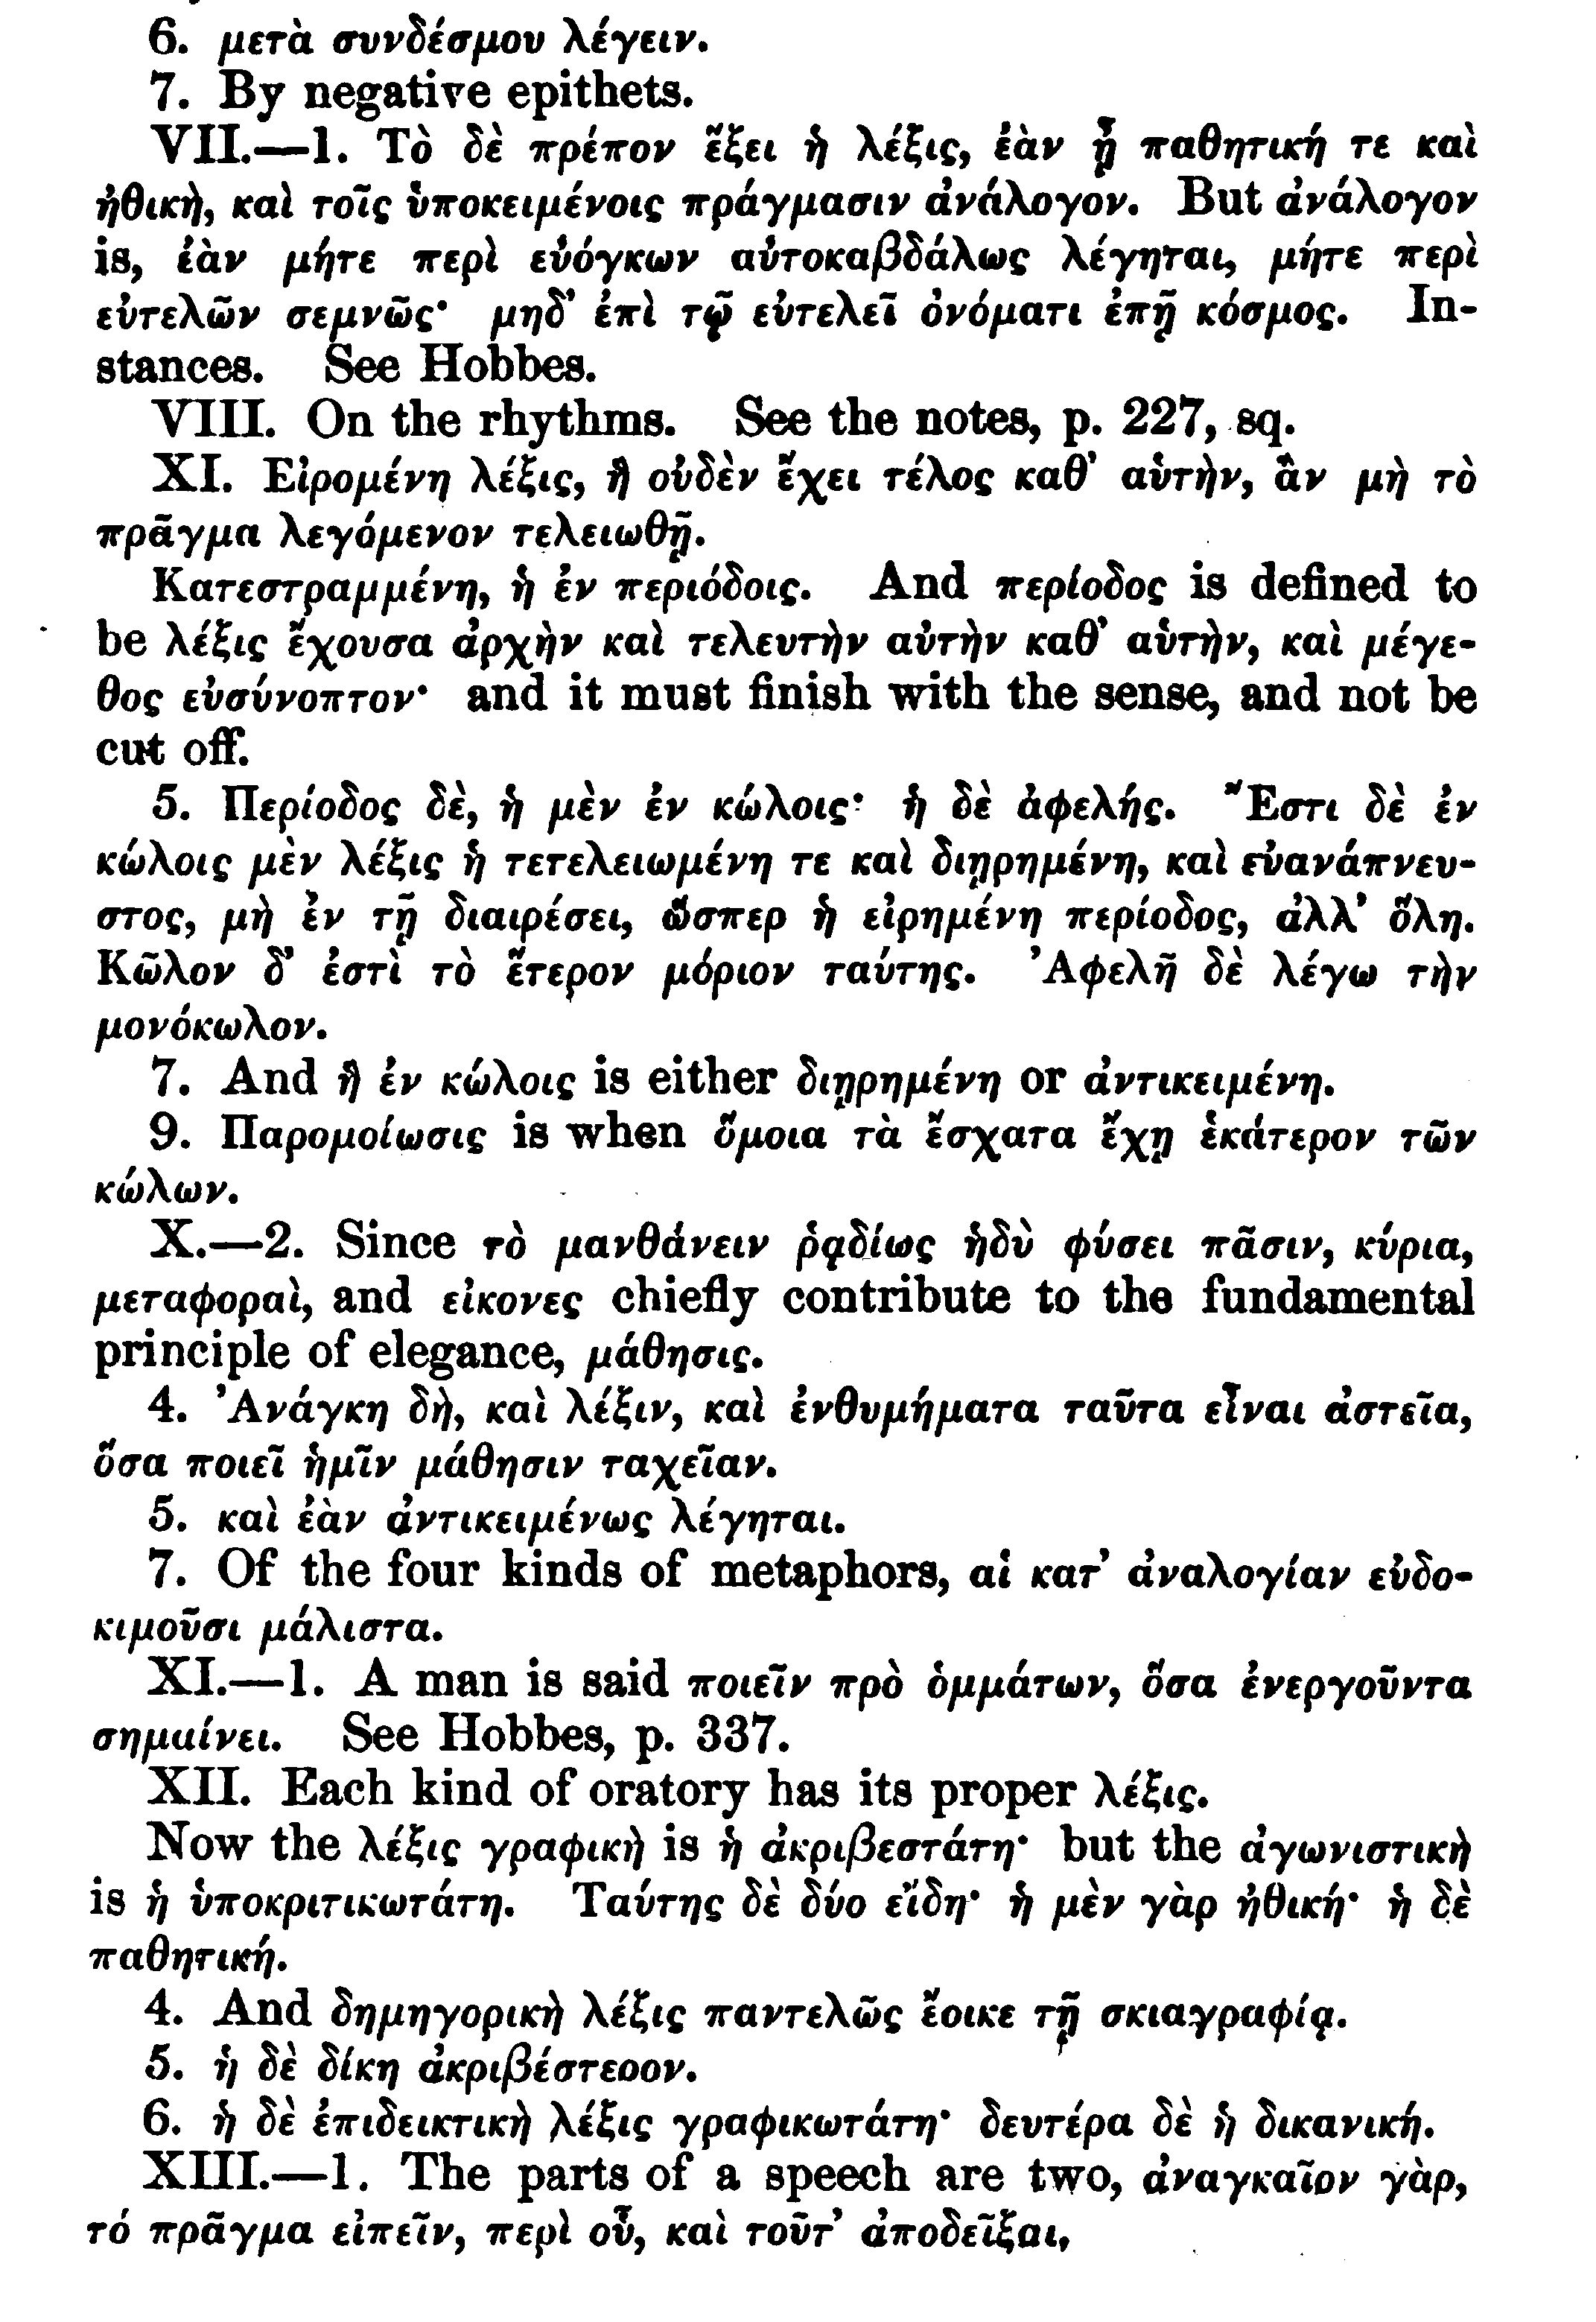 6. μετὰ συνδέσμου λέγειν.
7. By negative epithets.
VII.—1. Τὸ δὲ πρέπον ἕξει ἡ λέξις, ἐὰν ᾖ παθητική τε καὶ
ἠθικὴ, καὶ τοῖς ὑποκειμένοις πράγμασιν ἀνάλογον. But ἀνάλογον
is, ἐὰν μήτε περὶ εὐόγκων αὐτοκαβδάλως λέγηται, μήτε περὶ
εὐτελῶν σεμνῶς· μηδ’ ἐπὶ τῷ εὐτελεῖ ὀνόματι ἐπῇ κόσμος. In-
stances. See Hobbes.
VIII. On the rhythms. See the notes, p. 227, sq.
XI. Εἰρομένη λέξις, ἣ οὐδὲν ἔχει τέλος καθ’ αὑτὴν, ἂν μὴ τὸ
πρᾶγμα λεγόμενον τελειωθῇ.
Κατεστραμμένη, ἡ ἐν περιόδοις. And περίοδος is defined to
be λέξις ἔχουσα ἀρχὴν καὶ τελευτὴν αὐτὴν καθ’ αὑτὴν, καὶ μέγε-
θος εὐσύνοπτον· and it must finish with the sense, and not be
cut off.
5. Περίοδος δὲ, ἡ μὲν ἐν κώλοις· ἡ δὲ ἀφελής. Ἔστι δὲ ἐν
κώλοις μὲν λέξις ἡ τετελειωμένη τε καὶ διῃρημένη, καὶ εὐανάπνευ-
στος, μὴ ἐν τῇ διαιρέσει, ὥσπερ ἡ εἰρημένη περίοδος, ἀλλ’ ὅλη.
Κῶλον δ’ ἐστὶ τὸ ἕτερον μόριον ταύτης. Ἀφελῆ δὲ λέγω τὴν
μονόκωλον.
7. And ἣ ἐν κώλοις is either διῃρημένη or ἀντικειμένη.
9. Παρομοίωσις is when ὅμοια τὰ ἔσχατα ἔχῃ ἑκάτερον τῶν
κώλων.
X.—2. Since τὸ μανθάνειν ῥᾳδίως ἡδὺ φύσει πᾶσιν, κύρια,
μεταφοραὶ, and εἰκονες chiefly contribute to the fundamental
principle of elegance, μάθησις.
4. Ἀνάγκη δὴ, καὶ λέξιν, καὶ ἐνθυμήματα ταῦτα εἶναι ἀστεῖα,
ὅσα ποιεῖ ἡμῖν μάθησιν ταχεῖαν.
5. καὶ ἐὰν ἀντικειμένως λέγηται.
7. Of the four kinds of metaphors, αἱ κατ’ ἀναλογίαν εὐδο-
κιμοῦσι μάλιστα.
XI.—1. A man is said ποιεῖν πρὸ ὀμμάτων, ὅσα ἐνεργοῦντα
σημαίνει. See Hobbes, p. 337.
XII. Each kind of oratory has its proper λέξις.
Now the λέξις γραφικὴ is ἡ ἀκριβεστάτη· but the ἀγωνιστικὴ
is ἡ ὑποκριτικωτάτη. Ταύτης δὲ δύο εἴδη· ἡ μὲν γὰρ ἠθική· ἡ δὲ
παθητική.
4. And δημηγορικὴ λέξις παντελῶς ἔοικε τῇ σκιαγραφίᾳ.
5. ἡ δὲ δίκη ἀκριβέστερον.
6. ἡ δὲ ἐπιδεικτικὴ λέξις γραφικωτάτη· δευτέρα δὲ ἡ δικανική.
XIII.—1. The parts of a speech are two, ἀναγκαῖον γὰρ,
τό πρᾶγμα εἰπεῖν, περὶ οὗ, καὶ τοῦτ’ ἀποδεῖξαι,